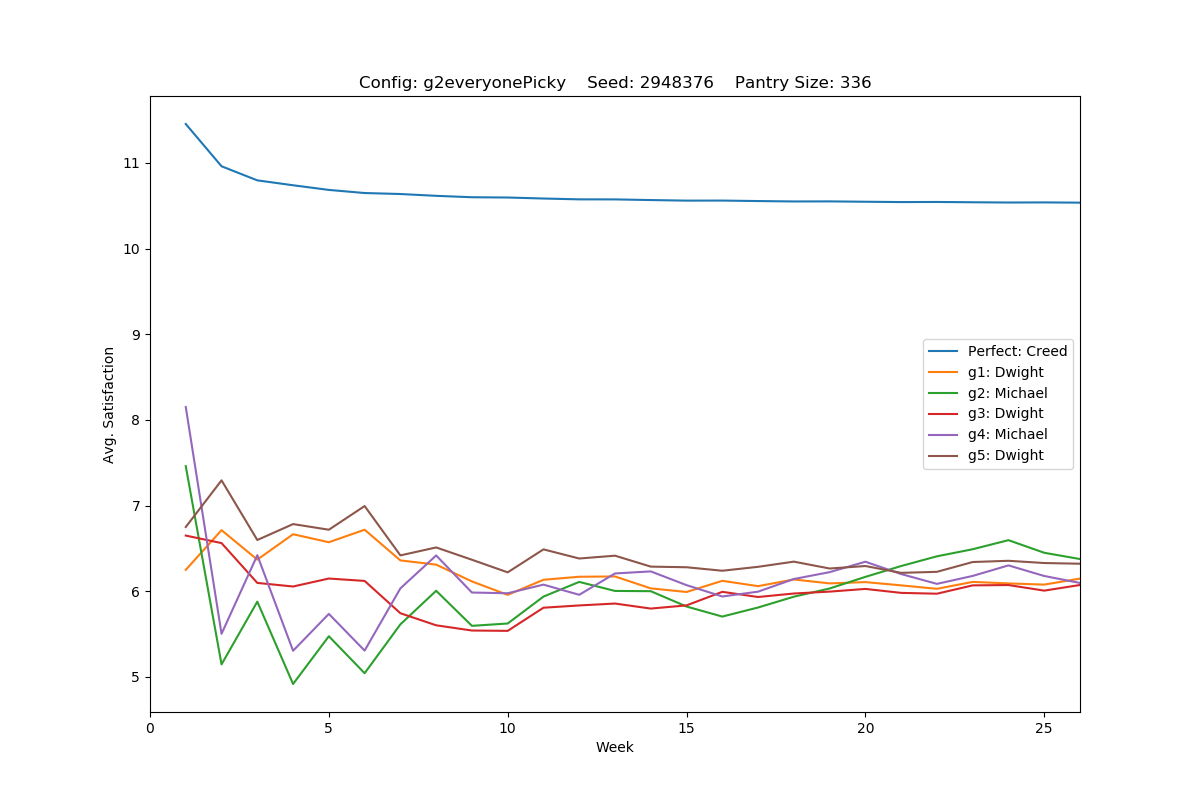 Config: g2everyonePicky    Seed: 2948376    Pantry Size: 336
11
10
9
8
7
6
5
Avg. Satisfaction
Perfect: Creed
g1: Dwight
g2: Michael
g3: Dwight
g4: Michael
g5: Dwight
0 5 10 15 20 25
Week